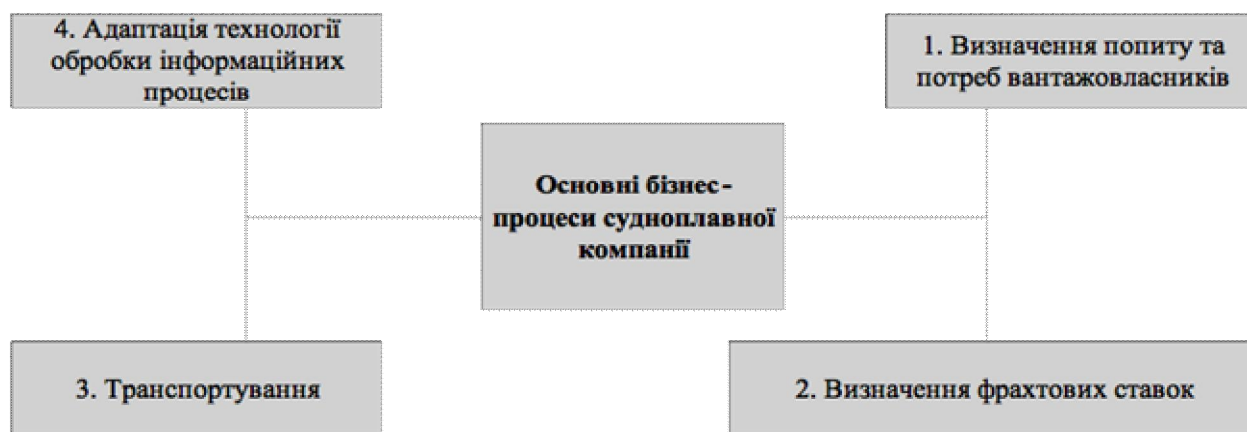 4. Адаптація технології
обробки інформаційних
процесів
1. Визначення попиту та
потреб вантажовласників
Основні бізнес-
процеси судноплавної
компанії
3. Транспортування
2. Визначення фрахтових ставок